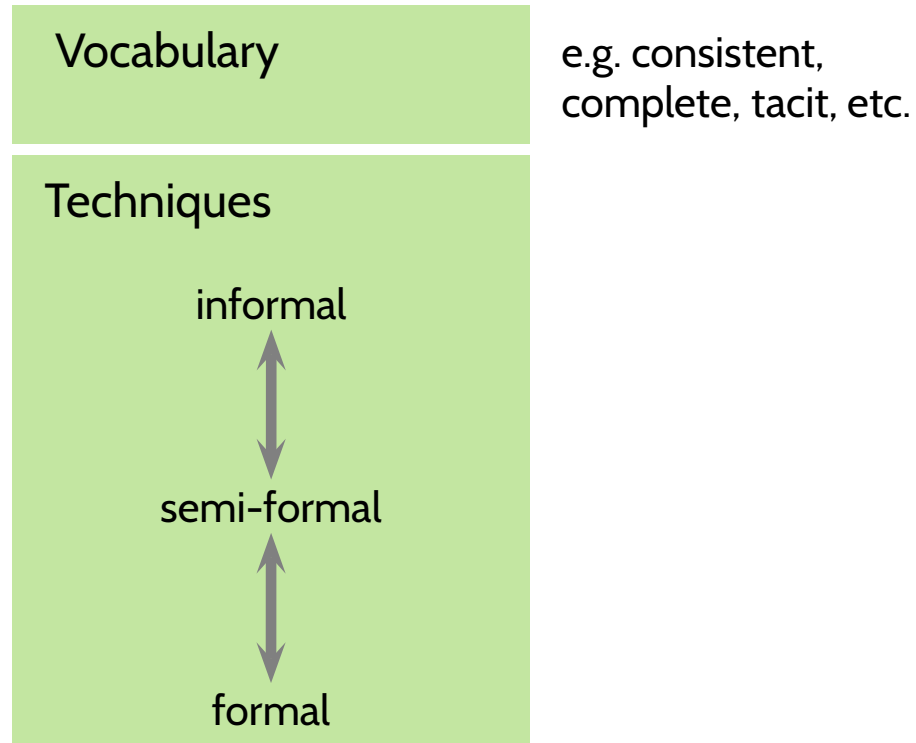 Vocabulary
e.g. consistent,
complete, tacit, etc.
Techniques
informal
semi-formal
formal